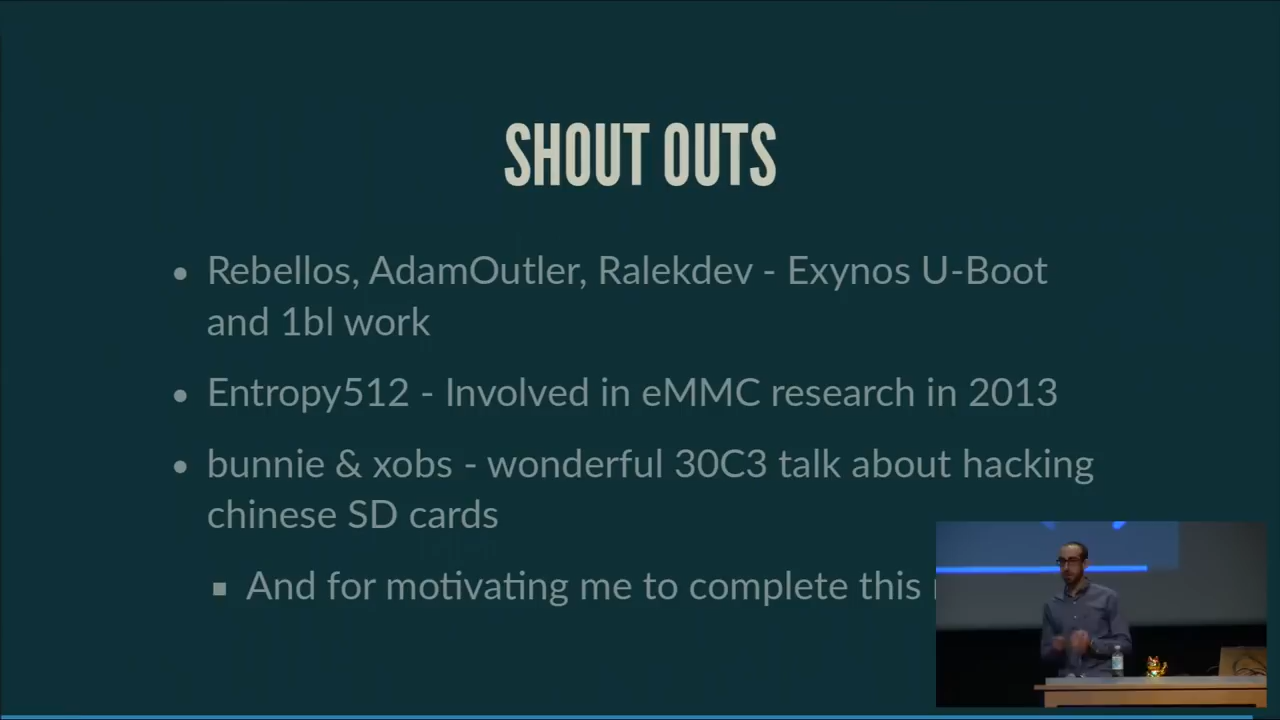 SHOUT OUTS
Rebellos, AdamOutler, Ralekdev - Exynos U-Boot
and 1bl work
Entropy512 - Involved in eMMC research in 2013
bunnie & xobs - wonderful 30C3 talk about hacking
chinese SD cards
And for motivating me to complete this